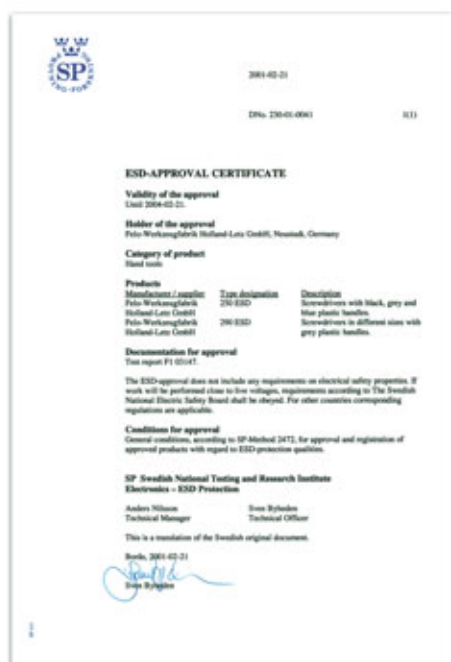 PROVNING · FORSKNING
SP
2001-02-21
DNo. 230-01-0041 1(1)
ESD-APPROVAL CERTIFICATE
Validity of the approval
Until 2004-02-21.
Holder of the approval
Felo-Werkzeugfabrik Holland-Letz GmbH, Neustadt, Germany
Category of product
Hand tools
Products
Manufacturer / supplier Type designation Description
Felo-Werkzeugfabrik 250 ESD Screwdrivers with black, grey and
Holland-Letz GmbH blue plastic handles.
Felo-Werkzeugfabrik 290 ESD Screwdrivers in different sizes with
Holland-Letz GmbH grey plastic handles.
Documentation for approval
Test report F1 03147.
The ESD-approval does not include any requirements on electrical safety properties. If
work will be performed close to live voltages, requirements according to The Swedish
National Electric Safety Board shall be obeyed. For other countries corresponding
regulations are applicable.
Conditions for approval
General conditions, according to SP-Method 2472, for approval and registration of
approved products with regard to ESD-protection qualities.
SP Swedish National Testing and Research Institute
Electronics – ESD Protection
Anders Nilsson Sven Byheden
Technical Manager Technical Officer
This is a translation of the Swedish original document.
Borås, 2001-02-21
Sven Byheden